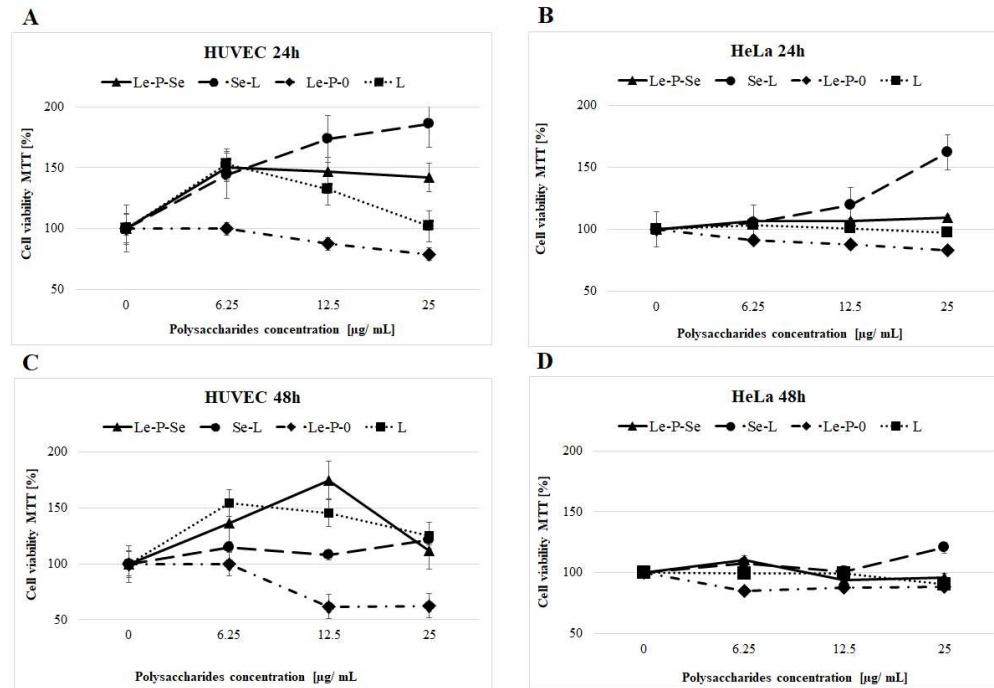 A
HUVEC 24h
Le-P-Se Se-L Le-P-0 L
Cell viability MTT [%]
200
150
100
50
0 6.25 12.5 25
Polysaccharides concentration [µg/ mL]
B
HeLa 24h
Le-P-Se Se-L Le-P-0 L
Cell viability MTT [%]
200
150
100
50
0 6.25 12.5 25
Polysaccharides concentration [µg/ mL]
C
HUVEC 48h
Le-P-Se Se-L Le-P-0 L
Cell viability MTT [%]
200
150
100
50
0 6.25 12.5 25
Polysaccharides concentration [µg/ mL
D
HeLa 48h
Le-P-Se Se-L Le-P-0 L
Cell viability MTT [%]
200
150
100
50
0 6.25 12.5 25
Polysaccharides concentration [µg/ mL]